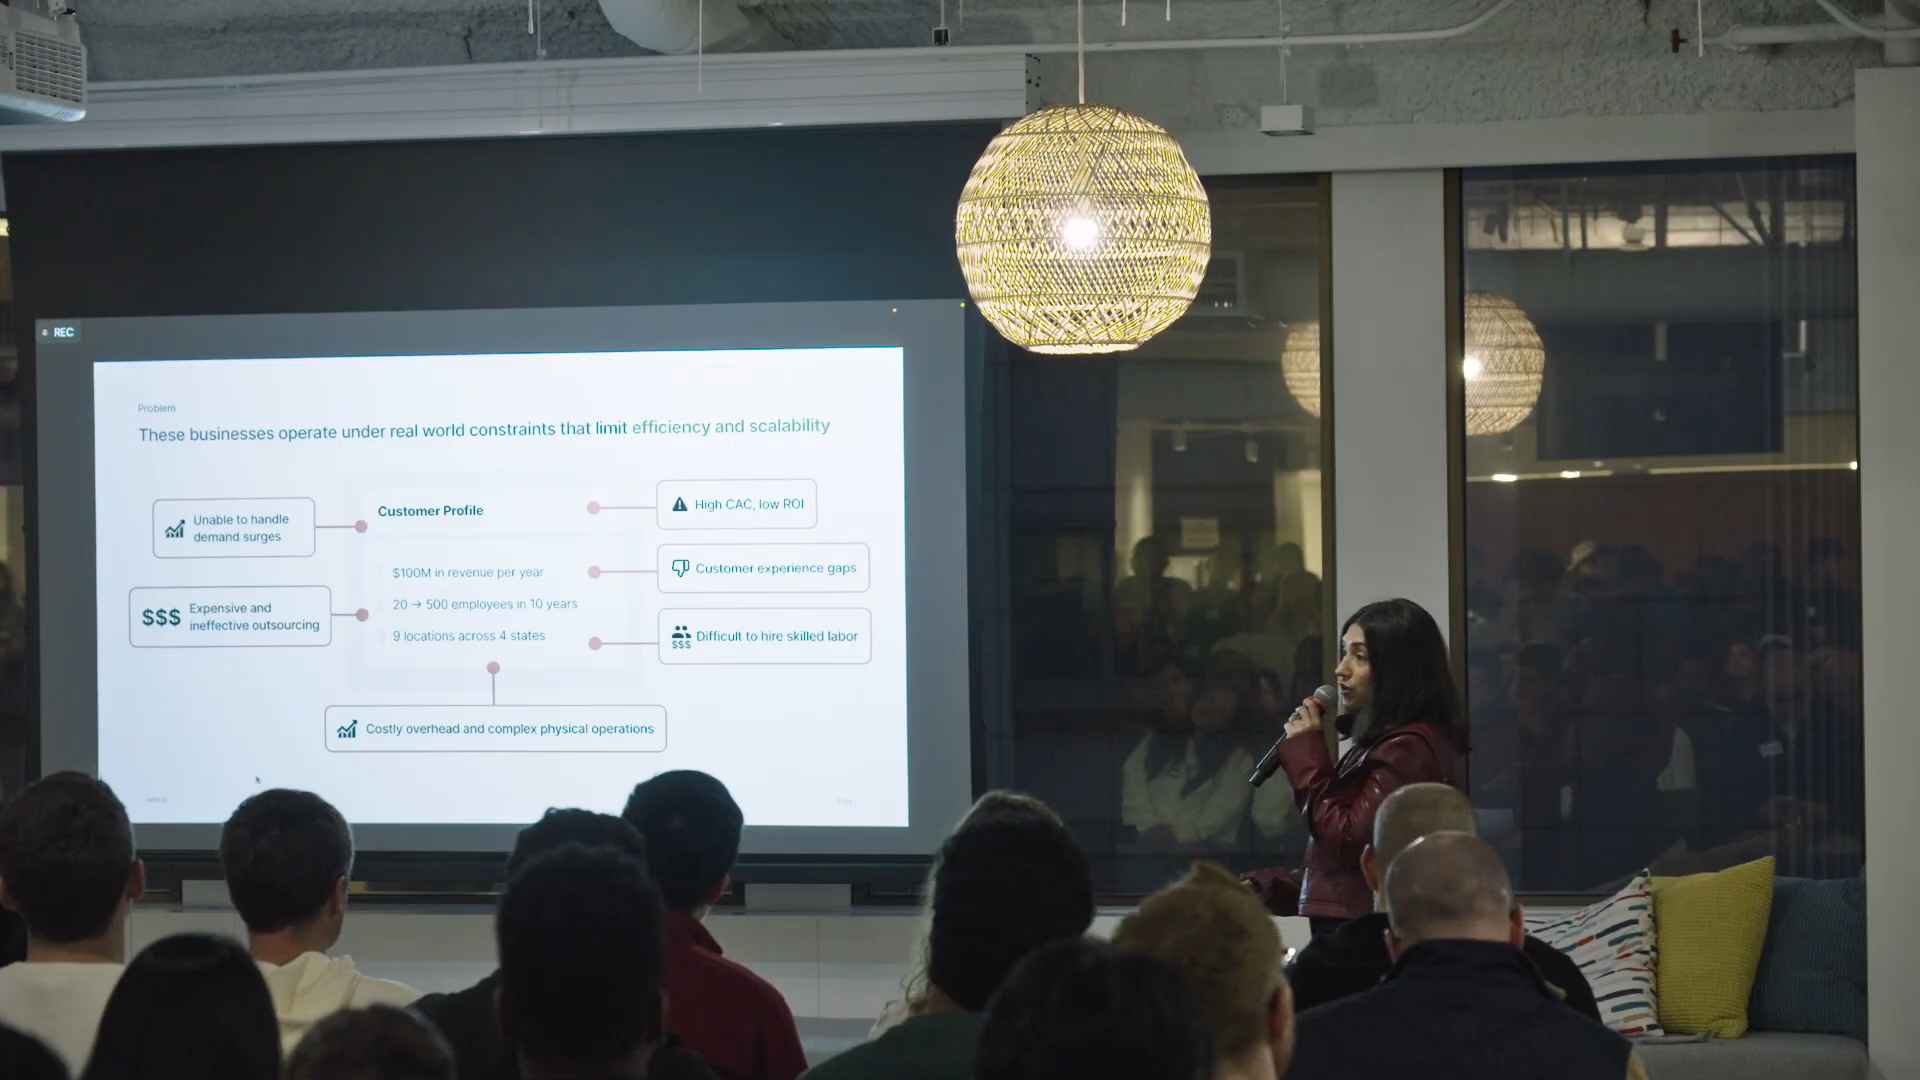 REC
Problem
These businesses operate under real world constraints that limit efficiency and scalability
Unable to handle
demand surges
$$$
Expensive and
ineffective outsourcing
Customer Profile
$100M in revenue per year
20 → 500 employees in 10 years
9 locations across 4 states
High CAC, low ROI
Customer experience gaps
$$$
Difficult to hire skilled labor
Costly overhead and complex physical operations